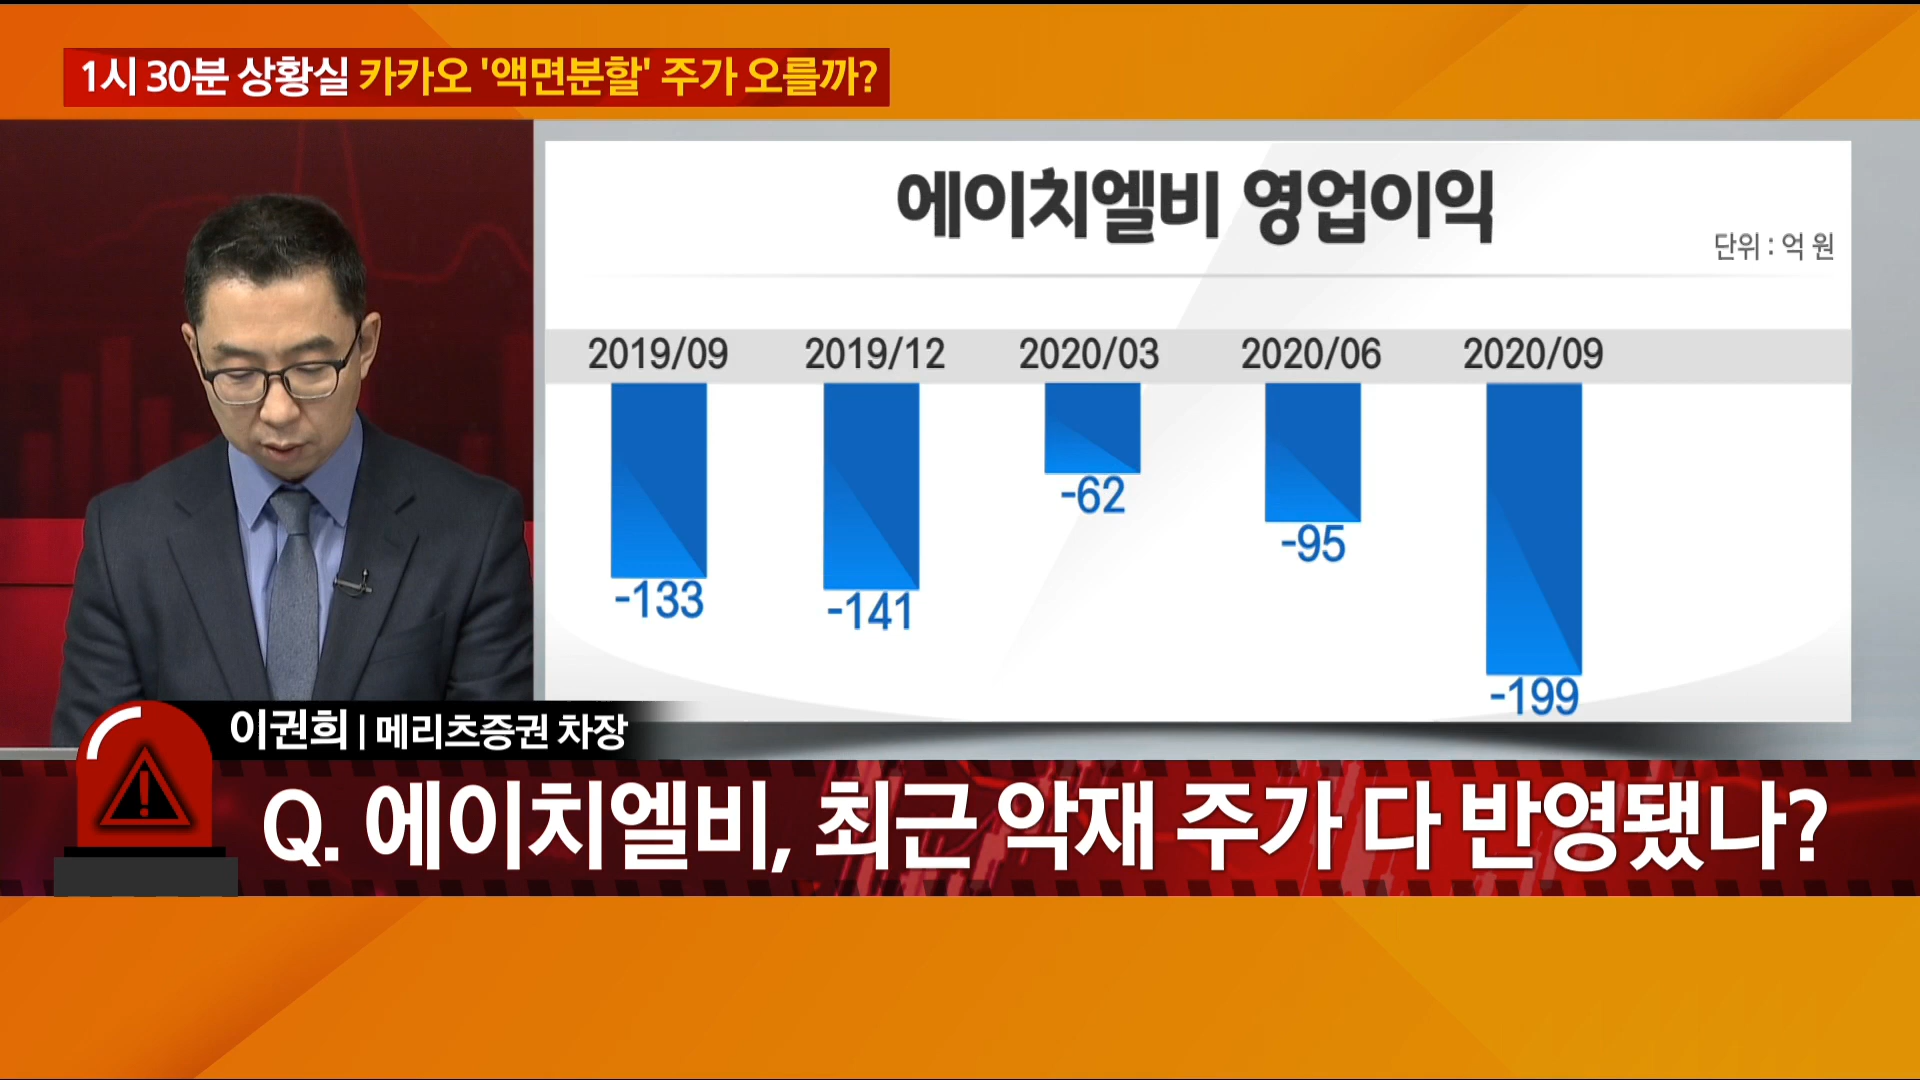 1시 30분 상황실 카카오 '액면분할' 주가 오를까?
에이치엘비 영업이익
단위 : 억 원
2019/09 2019/12 2020/03 2020/06 2020/09
-133 -141 -62 -95 -199
이권희 | 메리츠증권 차장
Q. 에이치엘비, 최근 악재 주가 다 반영됐나?